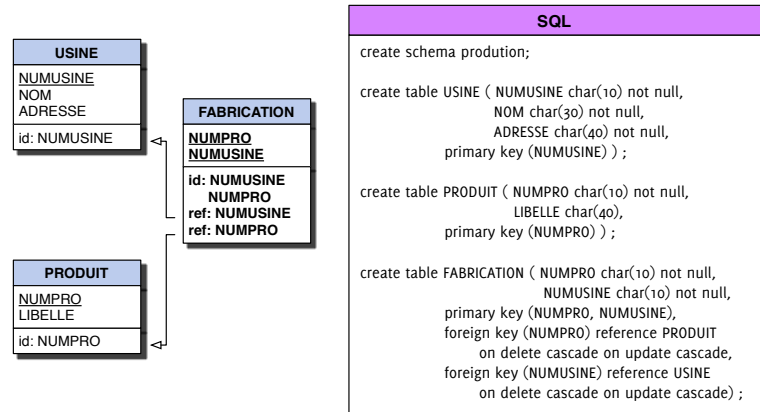 USINE
NUMUSINE
NOM
ADRESSE
id: NUMUSINE
FABRICATION
NUMPRO
NUMUSINE
id: NUMUSINE
NUMPRO
ref: NUMUSINE
ref: NUMPRO
PRODUIT
NUMPRO
LIBELLE
id: NUMPRO
SQL
create schema prodution;
create table USINE ( NUMUSINE char(10) not null,
NOM char(30) not null,
ADRESSE char(40) not null,
primary key (NUMUSINE) ) ;
create table PRODUIT ( NUMPRO char(10) not null,
LIBELLE char(40),
primary key (NUMPRO) ) ;
create table FABRICATION ( NUMPRO char(10) not null,
NUMUSINE char(10) not null,
primary key (NUMPRO, NUMUSINE),
foreign key (NUMPRO) reference PRODUIT
on delete cascade on update cascade,
foreign key (NUMUSINE) reference USINE
on delete cascade on update cascade) ;